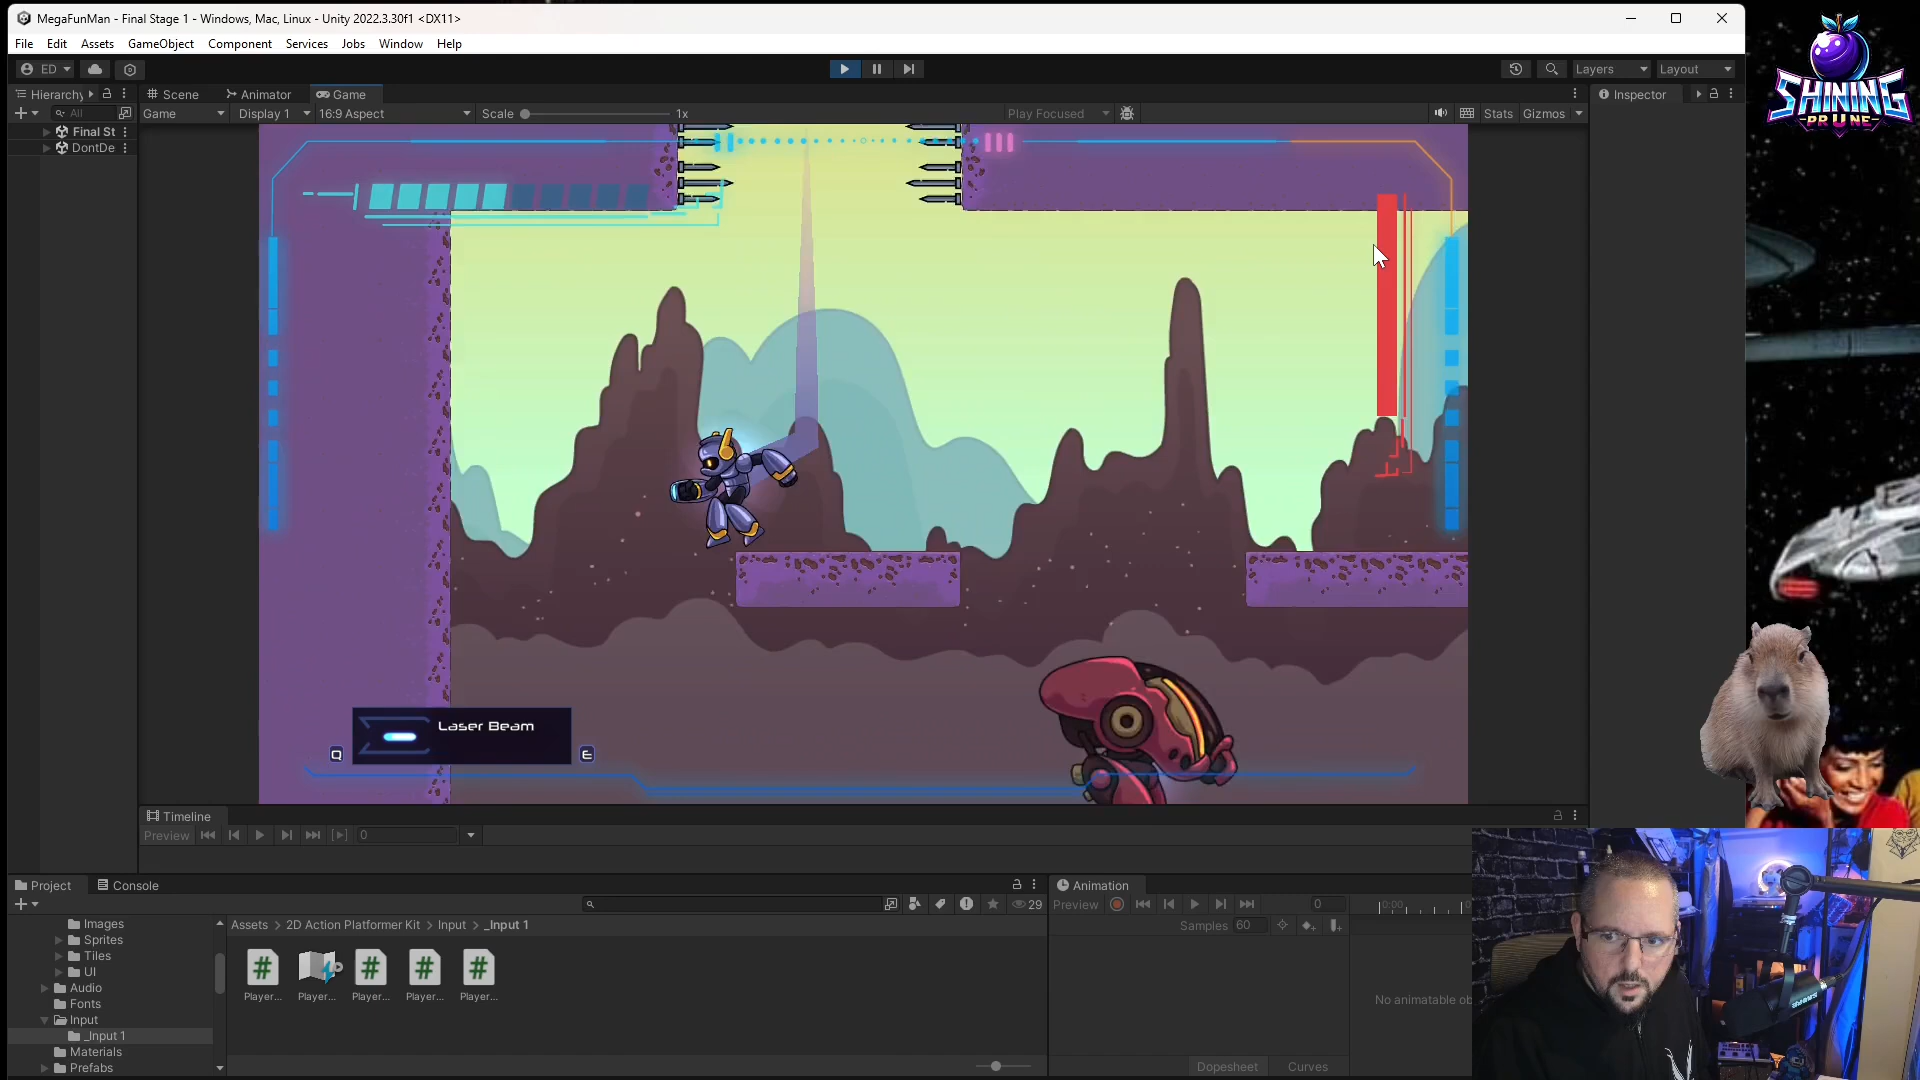 MegaFunMan - Final Stage 1 - Windows, Mac, Linux - Unity 2022.3.30f1 <DX11>
File Edit Assets GameObject Component Services Jobs Window Help
ED Layers Layout
Hierarchy Scene Animator Game Inspector
All Game Display 1 16:9 Aspect Scale 1x Play Focused Stats Gizmos
Final St
DontDe
SHINING
PRUNE
Laser Beam
Q E
Timeline
Preview 0
Project Console Animation
29 Preview 0 0:00
Images Assets > 2D Action Platformer Kit > Input > _Input 1 Samples 60
Sprites
Tiles
UI
Audio
Player... Player... Player... Player... Player...
Fonts No animatable ob
Input
_Input 1
Materials
Prefabs Dopesheet Curves